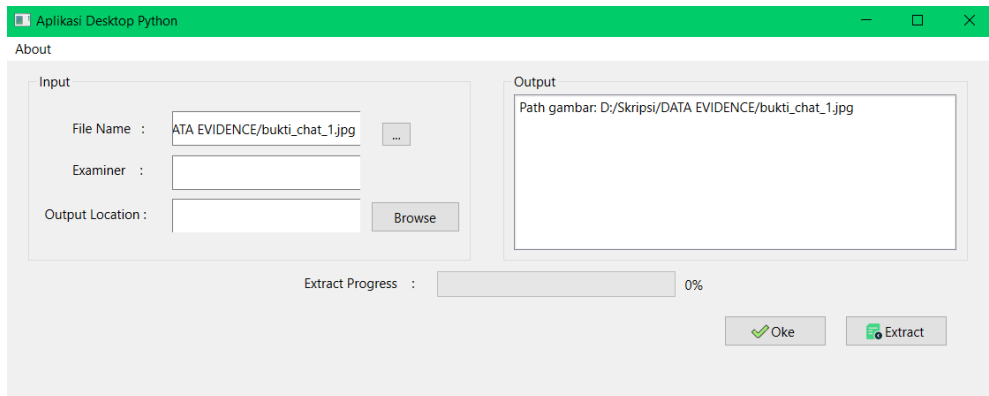 Aplikasi Desktop Python
About
Input
File Name :
ATA EVIDENCE/bukti_chat_1.jpg
...
Examiner :
Output Location :
Browse
Output
Path gambar: D:/Skripsi/DATA EVIDENCE/bukti_chat_1.jpg
Extract Progress :
0%
Oke
Extract